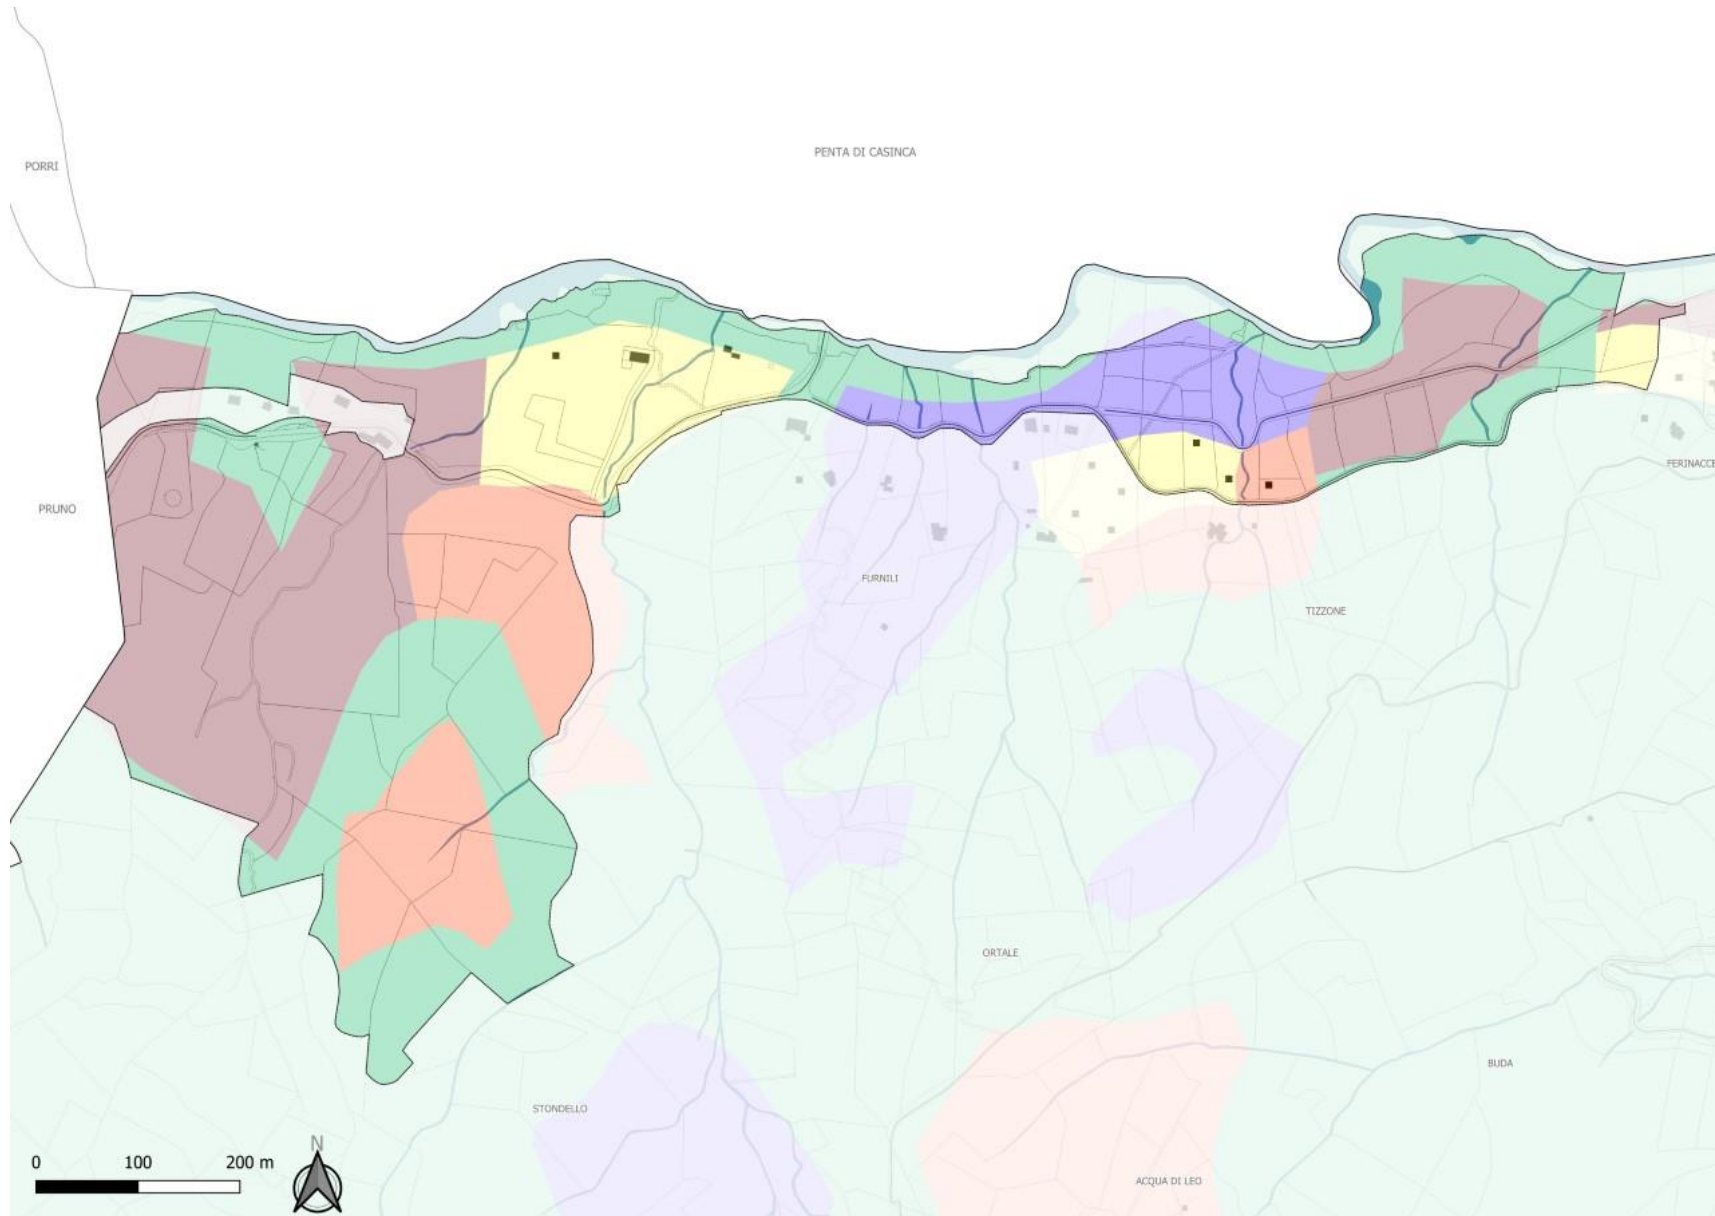 PENTA DI CASINCA
PORRI
FERINACCE
PRUNO
FURNILI
TIZZONE
ORTALE
BUDA
STONDELLO
N
0 100 200 m
ACQUA DI LEO